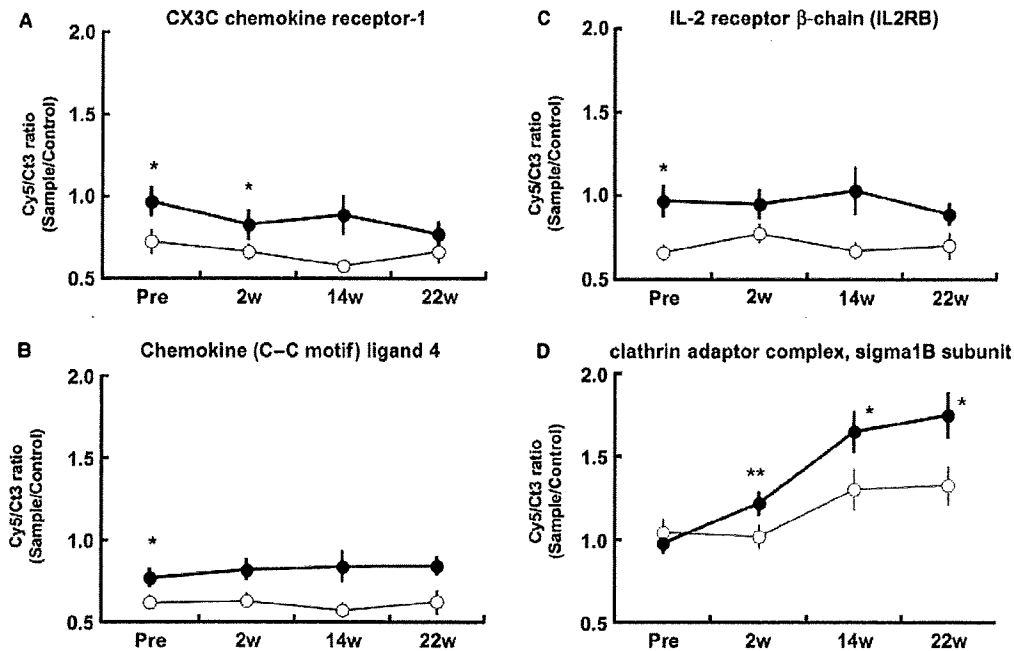 A
CX3C chemokine receptor-1
Cy5/Ct3 ratio
(Sample/Control)
2.0
1.5
1.0
0.5
*
*
Pre
2w
14w
22w
B
Chemokine (C–C motif) ligand 4
Cy5/Ct3 ratio
(Sample/Control)
2.0
1.5
1.0
0.5
*
Pre
2w
14w
22w
C
IL-2 receptor β-chain (IL2RB)
Cy5/Ct3 ratio
(Sample/Control)
2.0
1.5
1.0
0.5
*
Pre
2w
14w
22w
D
clathrin adaptor complex, sigma1B subunit
Cy5/Ct3 ratio
(Sample/Control)
2.0
1.5
1.0
0.5
**
*
*
Pre
2w
14w
22w